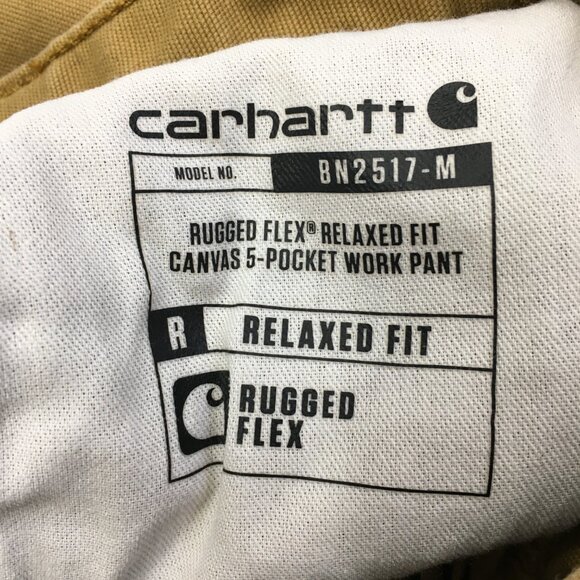 carhartt
MODEL NO. BN2517-M
RUGGED FLEX® RELAXED FIT
CANVAS 5-POCKET WORK PANT
R RELAXED FIT
RUGGED
FLEX